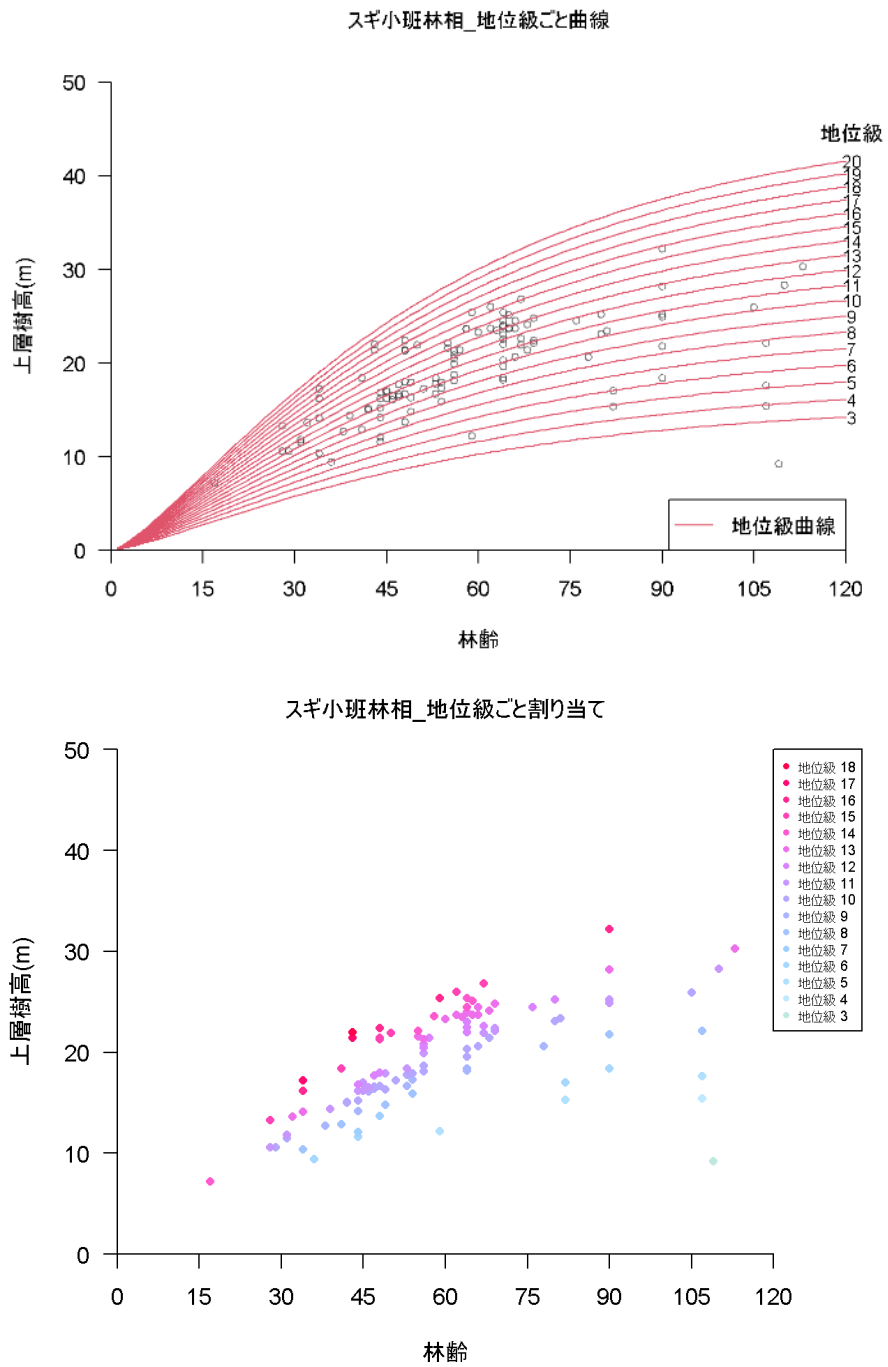 スギ小班林相_地位級ごと曲線
50
40
30
20
10
0
上層樹高(m)
地位級
20
19
18
17
16
15
14
13
12
11
10
9
8
7
6
5
4
3
地位級曲線
0 15 30 45 60 75 90 105 120
林齢
スギ小班林相_地位級ごと割り当て
50
40
30
20
10
0
上層樹高(m)
地位級 18
地位級 17
地位級 16
地位級 15
地位級 14
地位級 13
地位級 12
地位級 11
地位級 10
地位級 9
地位級 8
地位級 7
地位級 6
地位級 5
地位級 4
地位級 3
0 15 30 45 60 75 90 105 120
林齢